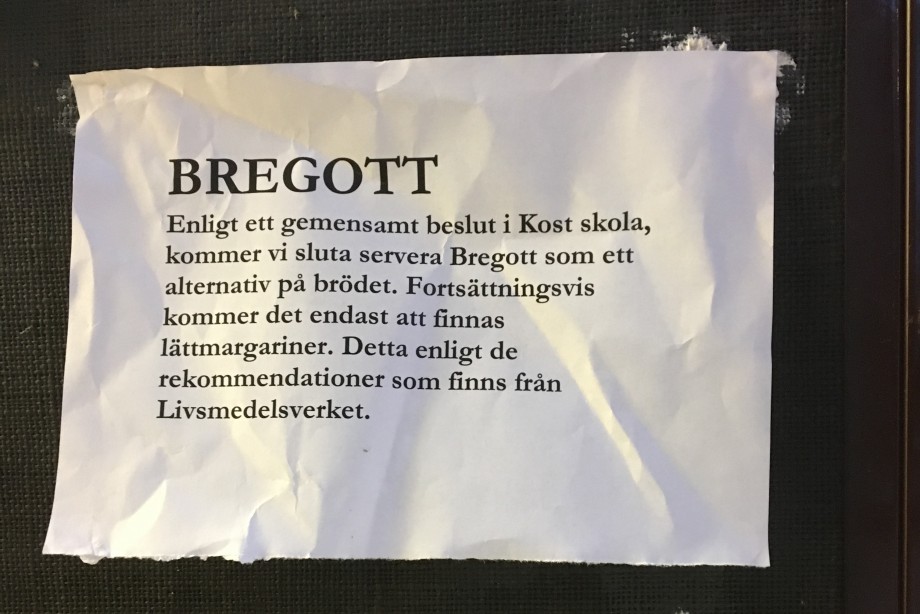 BREGOTT
Enligt ett gemensamt beslut i Kost skola,
kommer vi sluta servera Bregott som ett
alternativ på brödet. Fortsättningsvis
kommer det endast att finnas
lättmargariner. Detta enligt de
rekommendationer som finns från
Livsmedelsverket.